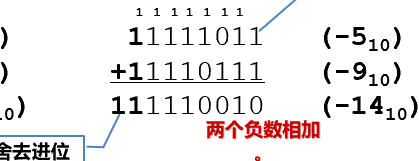 1 1 1 1 1 1 1
) 11111011 (-5₁₀)
) +11110111 (-9₁₀)
₁₀) 111110010 (-14₁₀)
两个负数相加
舍去进位
。